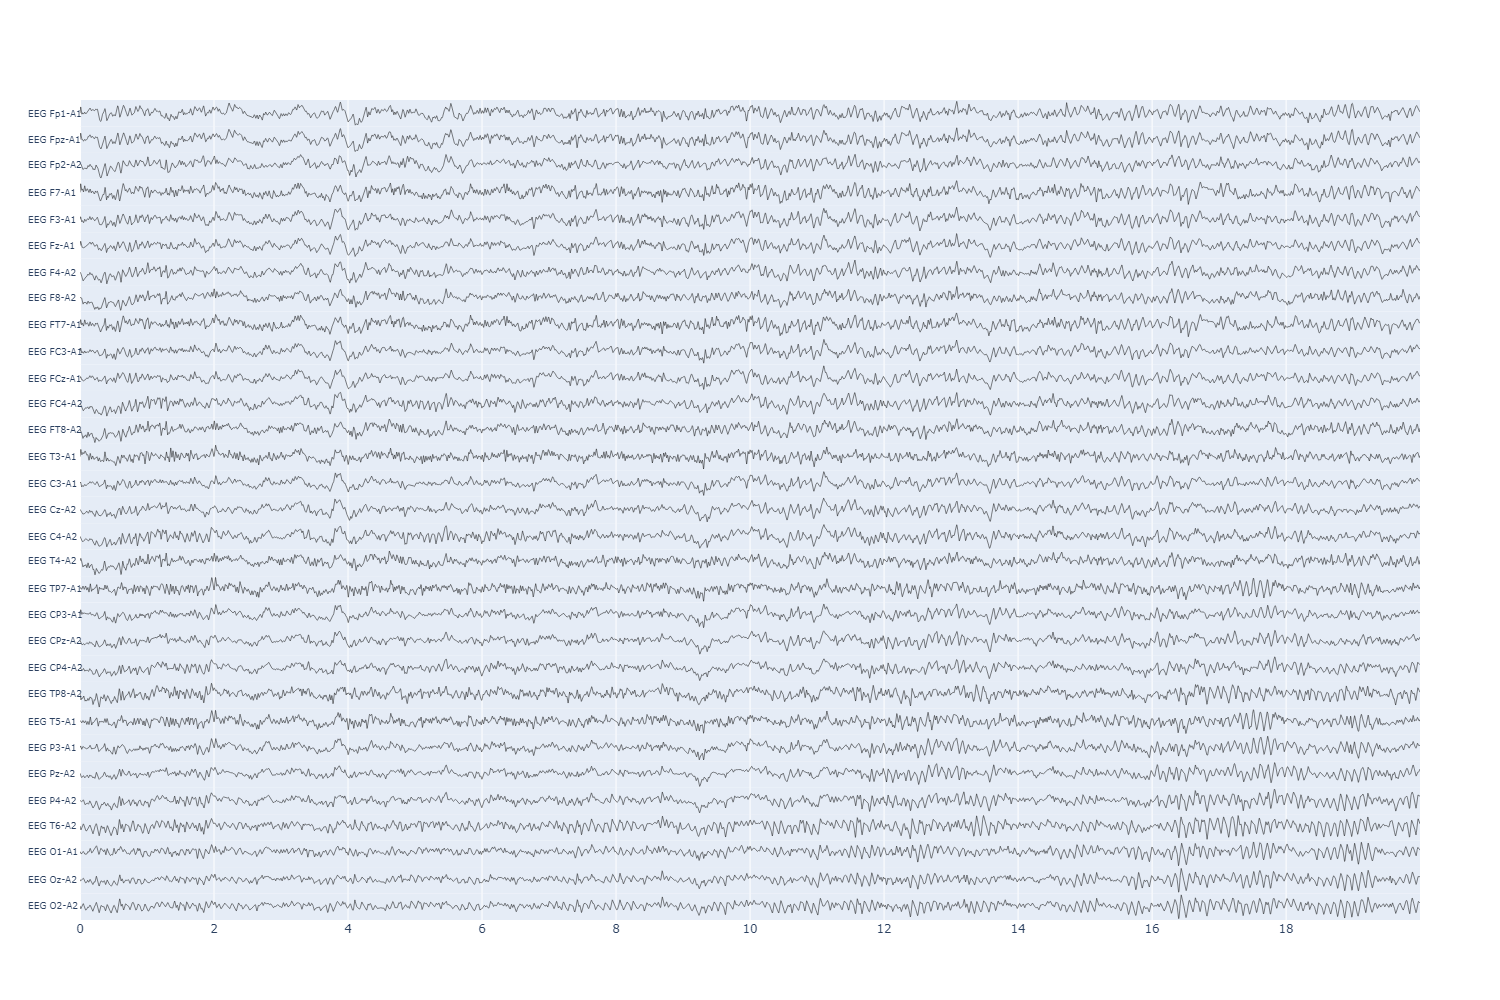 EEG Fp1-A1
EEG Fpz-A1
EEG Fp2-A2
EEG F7-A1
EEG F3-A1
EEG Fz-A1
EEG F4-A2
EEG F8-A2
EEG FT7-A1
EEG FC3-A1
EEG FCz-A1
EEG FC4-A2
EEG FT8-A2
EEG T3-A1
EEG C3-A1
EEG Cz-A2
EEG C4-A2
EEG T4-A2
EEG TP7-A1
EEG CP3-A1
EEG CPz-A2
EEG CP4-A2
EEG TP8-A2
EEG T5-A1
EEG P3-A1
EEG Pz-A2
EEG P4-A2
EEG T6-A2
EEG O1-A1
EEG Oz-A2
EEG O2-A2
0 2 4 6 8 10 12 14 16 18